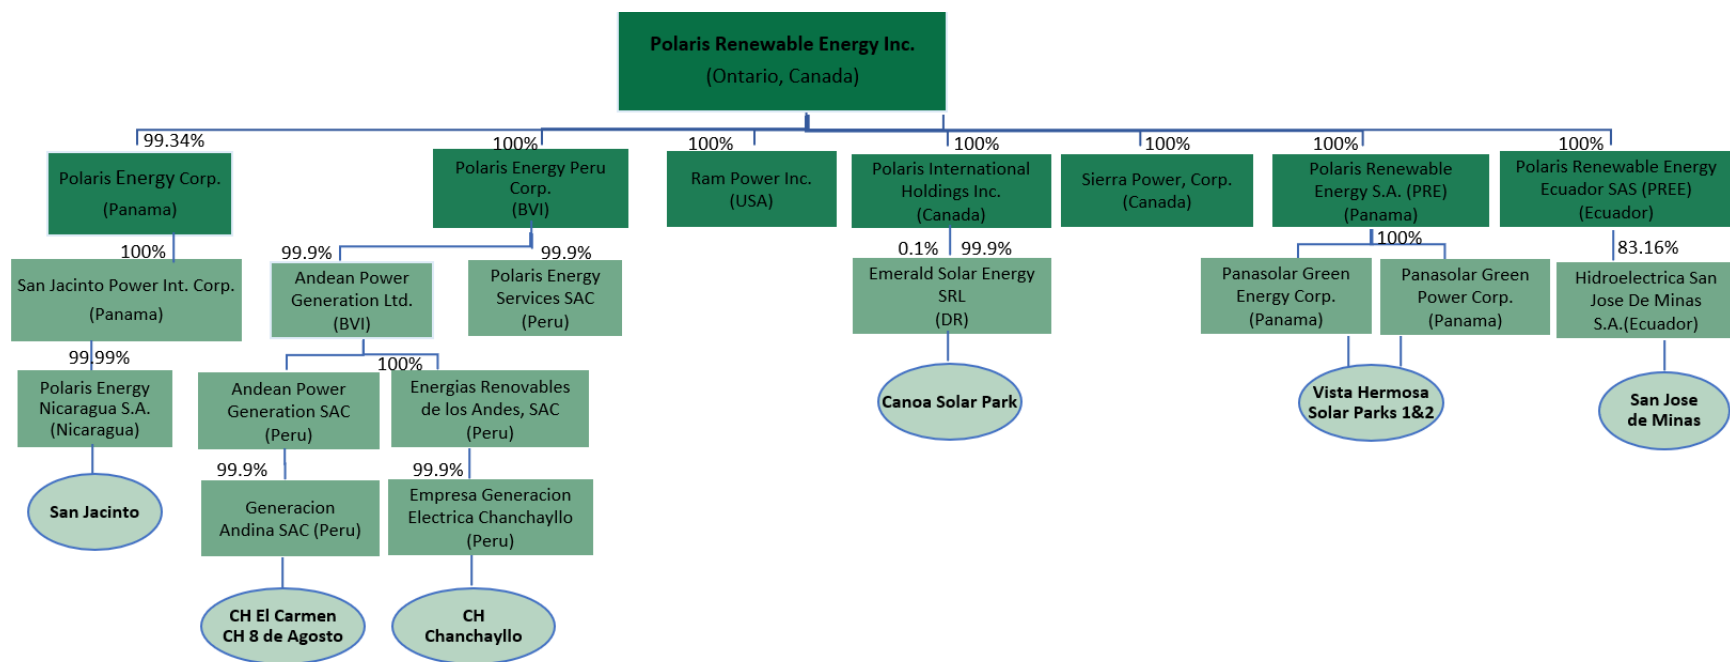 Polaris Renewable Energy Inc.
(Ontario, Canada)
99.34%
100%
100%
100%
100%
100%
100%
Polaris Energy Corp.
(Panama)
Polaris Energy Peru
Corp.
(BVI)
Ram Power Inc.
(USA)
Polaris International
Holdings Inc.
(Canada)
Sierra Power, Corp.
(Canada)
Polaris Renewable
Energy S.A. (PRE)
(Panama)
Polaris Renewable Energy
Ecuador SAS (PREE)
(Ecuador)
100%
99.9%
99.9%
0.1%
99.9%
100%
83.16%
San Jacinto Power Int. Corp.
(Panama)
Andean Power
Generation Ltd.
(BVI)
Polaris Energy
Services SAC
(Peru)
Emerald Solar Energy
SRL
(DR)
Panasolar Green
Energy Corp.
(Panama)
Panasolar Green
Power Corp.
(Panama)
Hidroelectrica San
Jose De Minas
S.A.(Ecuador)
99.99%
100%
Polaris Energy
Nicaragua S.A.
(Nicaragua)
Andean Power
Generation SAC
(Peru)
Energias Renovables
de los Andes, SAC
(Peru)
Canoa Solar Park
Vista Hermosa
Solar Parks 1&2
San Jose
de Minas
99.9%
99.9%
San Jacinto
Generacion
Andina SAC (Peru)
Empresa Generacion
Electrica Chanchayllo
(Peru)
CH El Carmen
CH 8 de Agosto
CH
Chanchayllo